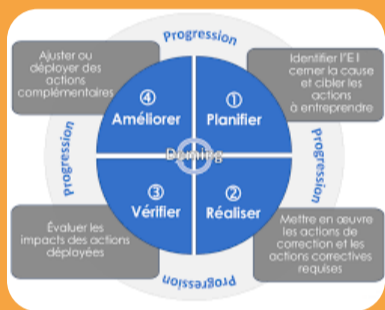 Progression
Ajuster ou
déployer des
actions
complémentaires
Identifier l'EI
cerner la cause
et cibler les
actions
à entreprendre
④
Améliorer
①
Planifier
Deming
Progression
Progression
③
Vérifier
②
Réaliser
Évaluer les
impacts des actions
déployées
Mettre en œuvre
les actions de
correction et les
actions correctives
requises
Progression